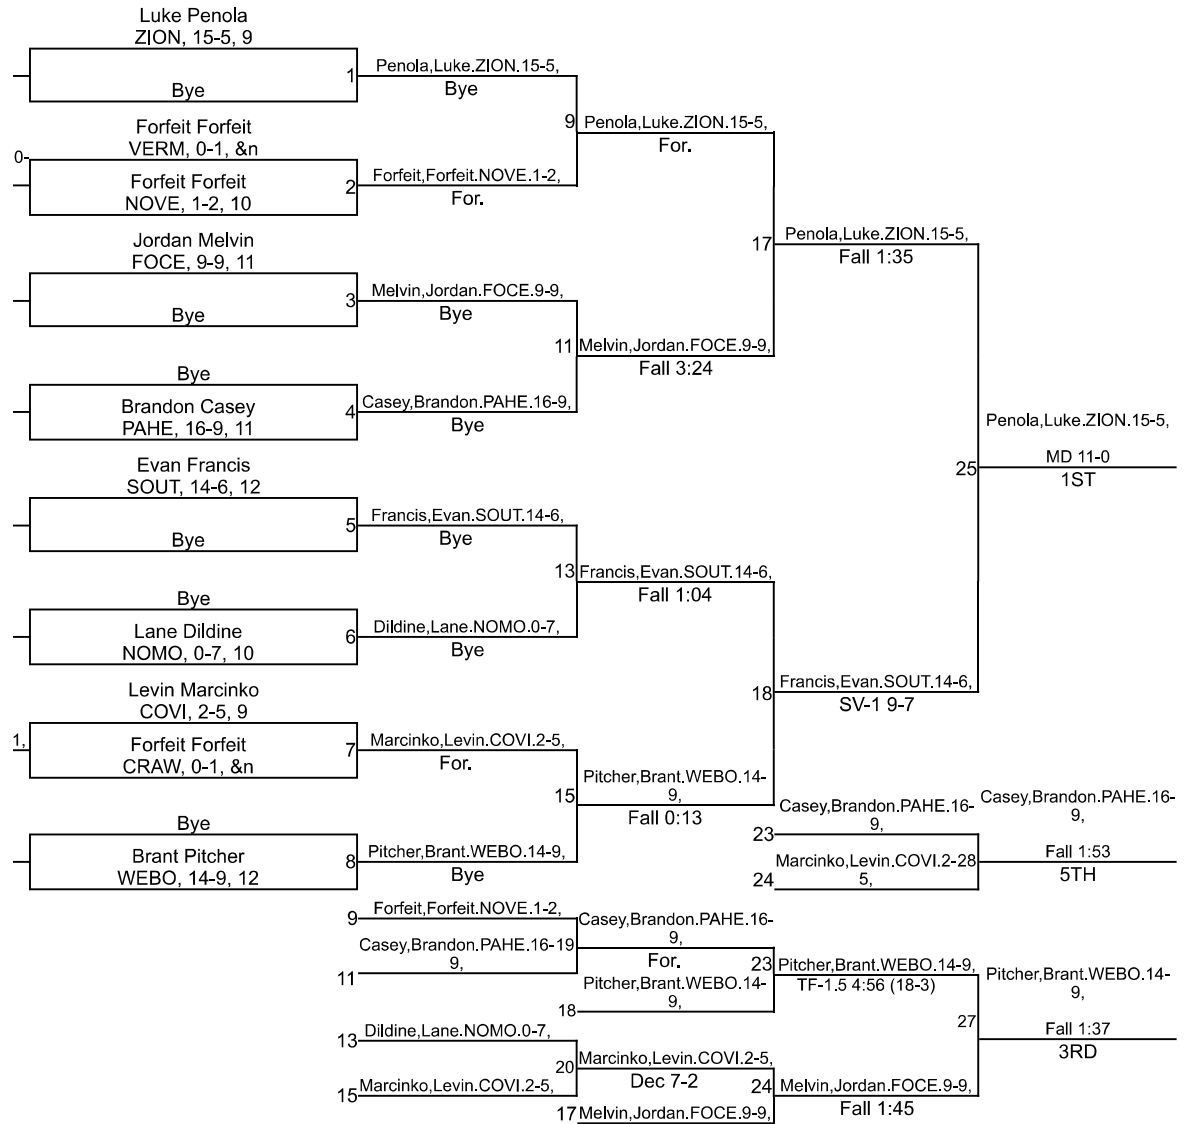 Luke Penola
ZION, 15-5, 9
1
Penola,Luke.ZION.15-5,
Bye
Bye
9
Penola,Luke.ZION.15-5,
For.
Forfeit Forfeit
VERM, 0-1, &n
0-
Forfeit Forfeit
NOVE, 1-2, 10
2
Forfeit,Forfeit.NOVE.1-2,
For.
Jordan Melvin
FOCE, 9-9, 11
17
Penola,Luke.ZION.15-5,
Fall 1:35
3
Melvin,Jordan.FOCE.9-9,
Bye
Bye
11
Melvin,Jordan.FOCE.9-9,
Fall 3:24
Bye
Brandon Casey
PAHE, 16-9, 11
4
Casey,Brandon.PAHE.16-9,
Bye
25
Penola,Luke.ZION.15-5,
MD 11-0
1ST
Evan Francis
SOUT, 14-6, 12
5
Francis,Evan.SOUT.14-6,
Bye
Bye
13
Francis,Evan.SOUT.14-6,
Fall 1:04
Bye
Lane Dildine
NOMO, 0-7, 10
6
Dildine,Lane.NOMO.0-7,
Bye
18
Francis,Evan.SOUT.14-6,
SV-1 9-7
Levin Marcinko
COVI, 2-5, 9
1,
Forfeit Forfeit
CRAW, 0-1, &n
7
Marcinko,Levin.COVI.2-5,
For.
15
Pitcher,Brant.WEBO.14-
9,
Fall 0:13
Bye
Brant Pitcher
WEBO, 14-9, 12
8
Pitcher,Brant.WEBO.14-9,
Bye
23
Casey,Brandon.PAHE.16-
9,
24
Marcinko,Levin.COVI.2-28
5,
Casey,Brandon.PAHE.16-
9,
Fall 1:53
5TH
9
Forfeit,Forfeit.NOVE.1-2,
11
Casey,Brandon.PAHE.16-19
9,
Casey,Brandon.PAHE.16-
9,
For.
18
Pitcher,Brant.WEBO.14-
9,
23
Pitcher,Brant.WEBO.14-9,
TF-1.5 4:56 (18-3)
27
Pitcher,Brant.WEBO.14-
9,
Fall 1:37
3RD
13
Dildine,Lane.NOMO.0-7,
15
Marcinko,Levin.COVI.2-5,
20
Marcinko,Levin.COVI.2-5,
Dec 7-2
17
Melvin,Jordan.FOCE.9-9,
24
Melvin,Jordan.FOCE.9-9,
Fall 1:45